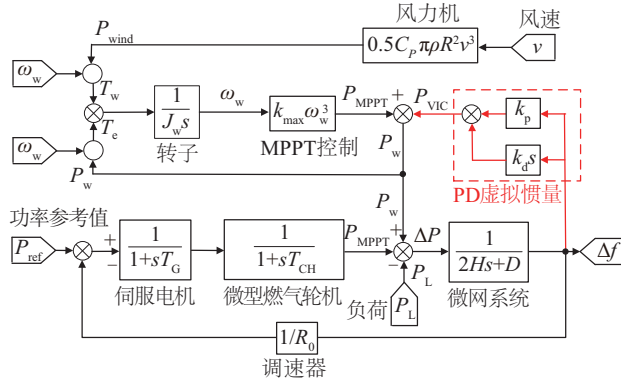 风力机
风速
P_wind
0.5C_PπρR²v³
v
ω_w
T_w
T_e
1/(J_w s)
转子
ω_w
k_max ω_w³
MPPT控制
P_MPPT
+
P_VIC
k_p
k_d s
PD虚拟惯量
ω_w
P_w
P_w
P_w
功率参考值
P_ref
+
−
1/(1+sT_G)
伺服电机
1/(1+sT_CH)
微型燃气轮机
P_MPPT
+
−
ΔP
P_L
负荷
P_L
1/(2Hs+D)
微网系统
Δf
1/R_0
调速器